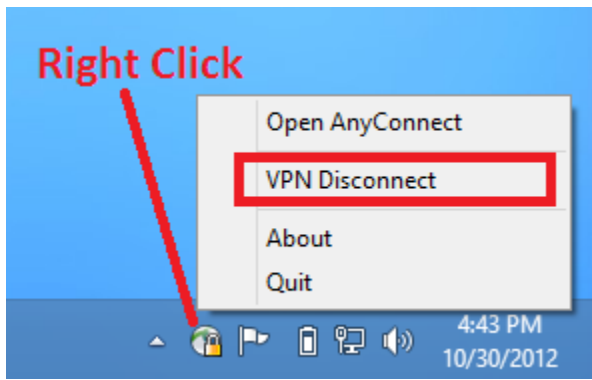 Right Click
Open AnyConnect
VPN Disconnect
About
Quit
4:43 PM
10/30/2012